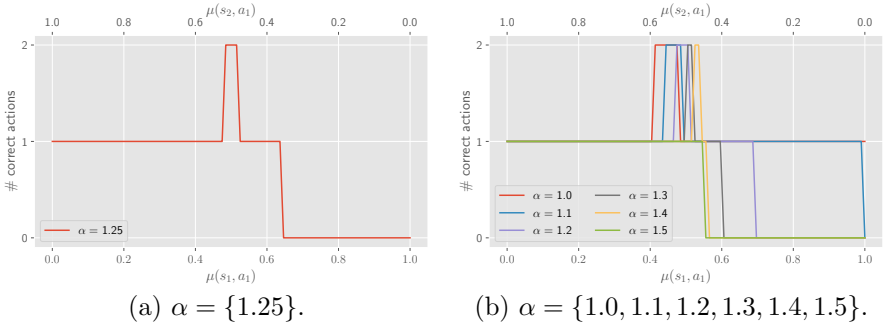 μ(s₂, a₁)
1.0 0.8 0.6 0.4 0.2 0.0
2
1
0
# correct actions
α = 1.25
0.0 0.2 0.4 0.6 0.8 1.0
μ(s₁, a₁)
(a) α = {1.25}.
μ(s₂, a₁)
1.0 0.8 0.6 0.4 0.2 0.0
2
1
0
# correct actions
α = 1.0
α = 1.1
α = 1.2
α = 1.3
α = 1.4
α = 1.5
0.0 0.2 0.4 0.6 0.8 1.0
μ(s₁, a₁)
(b) α = {1.0, 1.1, 1.2, 1.3, 1.4, 1.5}.